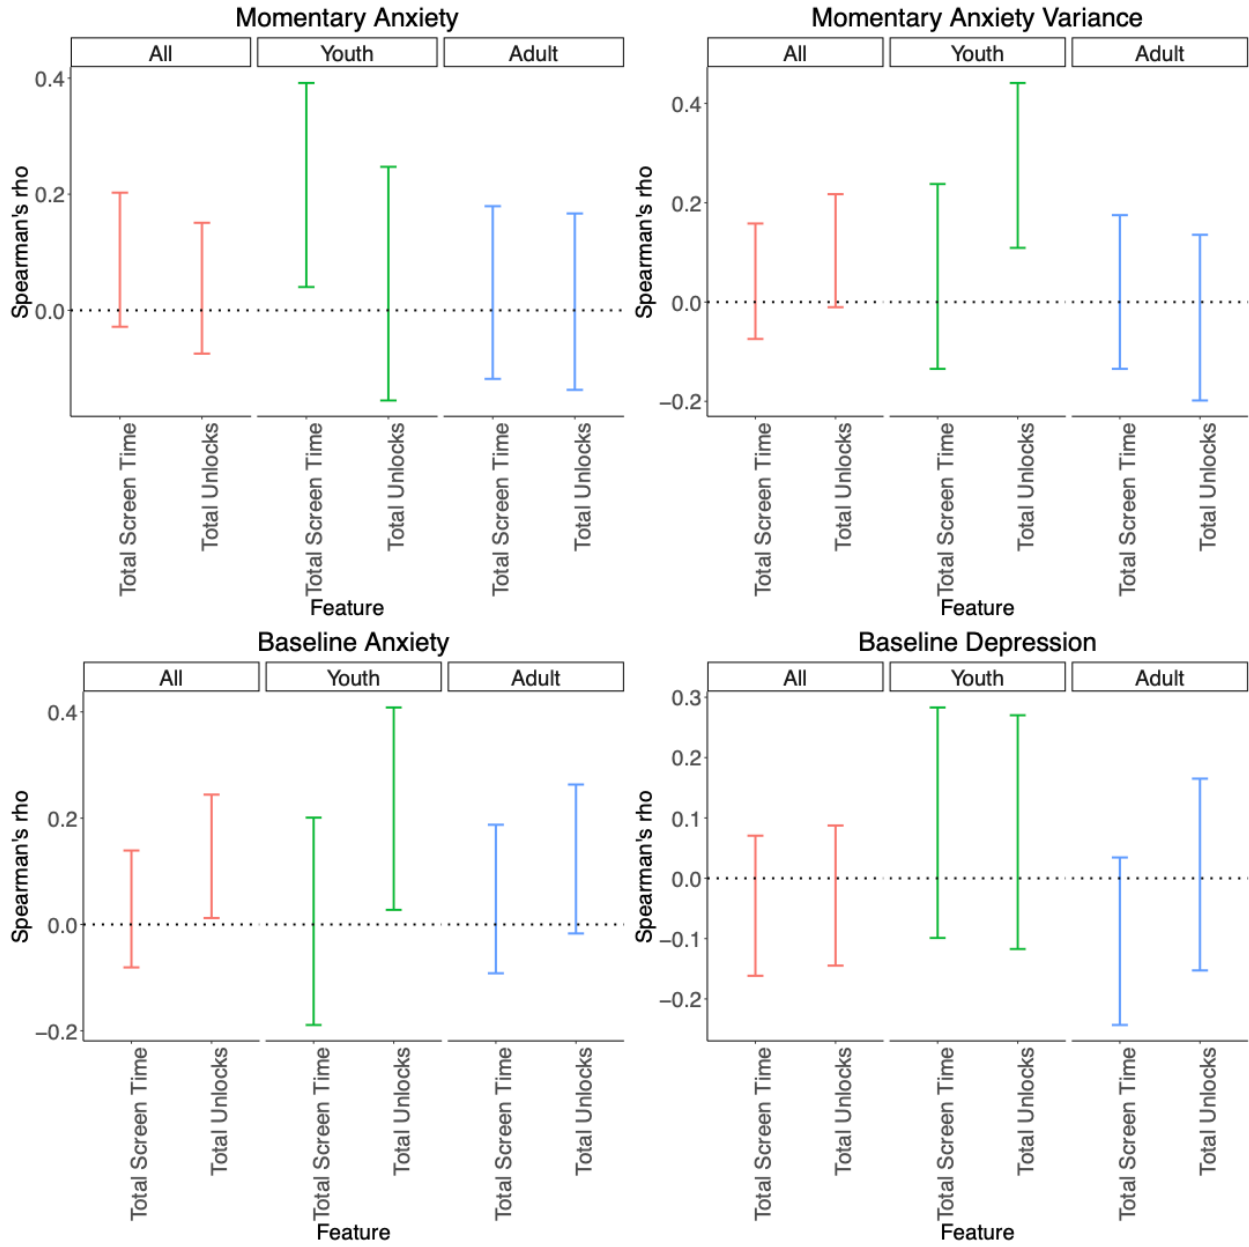 Momentary Anxiety
All Youth Adult
Spearman's rho
0.4
0.2
0.0
Total Screen Time
Total Unlocks
Total Screen Time
Total Unlocks
Total Screen Time
Total Unlocks
Feature
Momentary Anxiety Variance
All Youth Adult
Spearman's rho
0.4
0.2
0.0
−0.2
Total Screen Time
Total Unlocks
Total Screen Time
Total Unlocks
Total Screen Time
Total Unlocks
Feature
Baseline Anxiety
All Youth Adult
Spearman's rho
0.4
0.2
0.0
−0.2
Total Screen Time
Total Unlocks
Total Screen Time
Total Unlocks
Total Screen Time
Total Unlocks
Feature
Baseline Depression
All Youth Adult
Spearman's rho
0.3
0.2
0.1
0.0
−0.1
−0.2
Total Screen Time
Total Unlocks
Total Screen Time
Total Unlocks
Total Screen Time
Total Unlocks
Feature